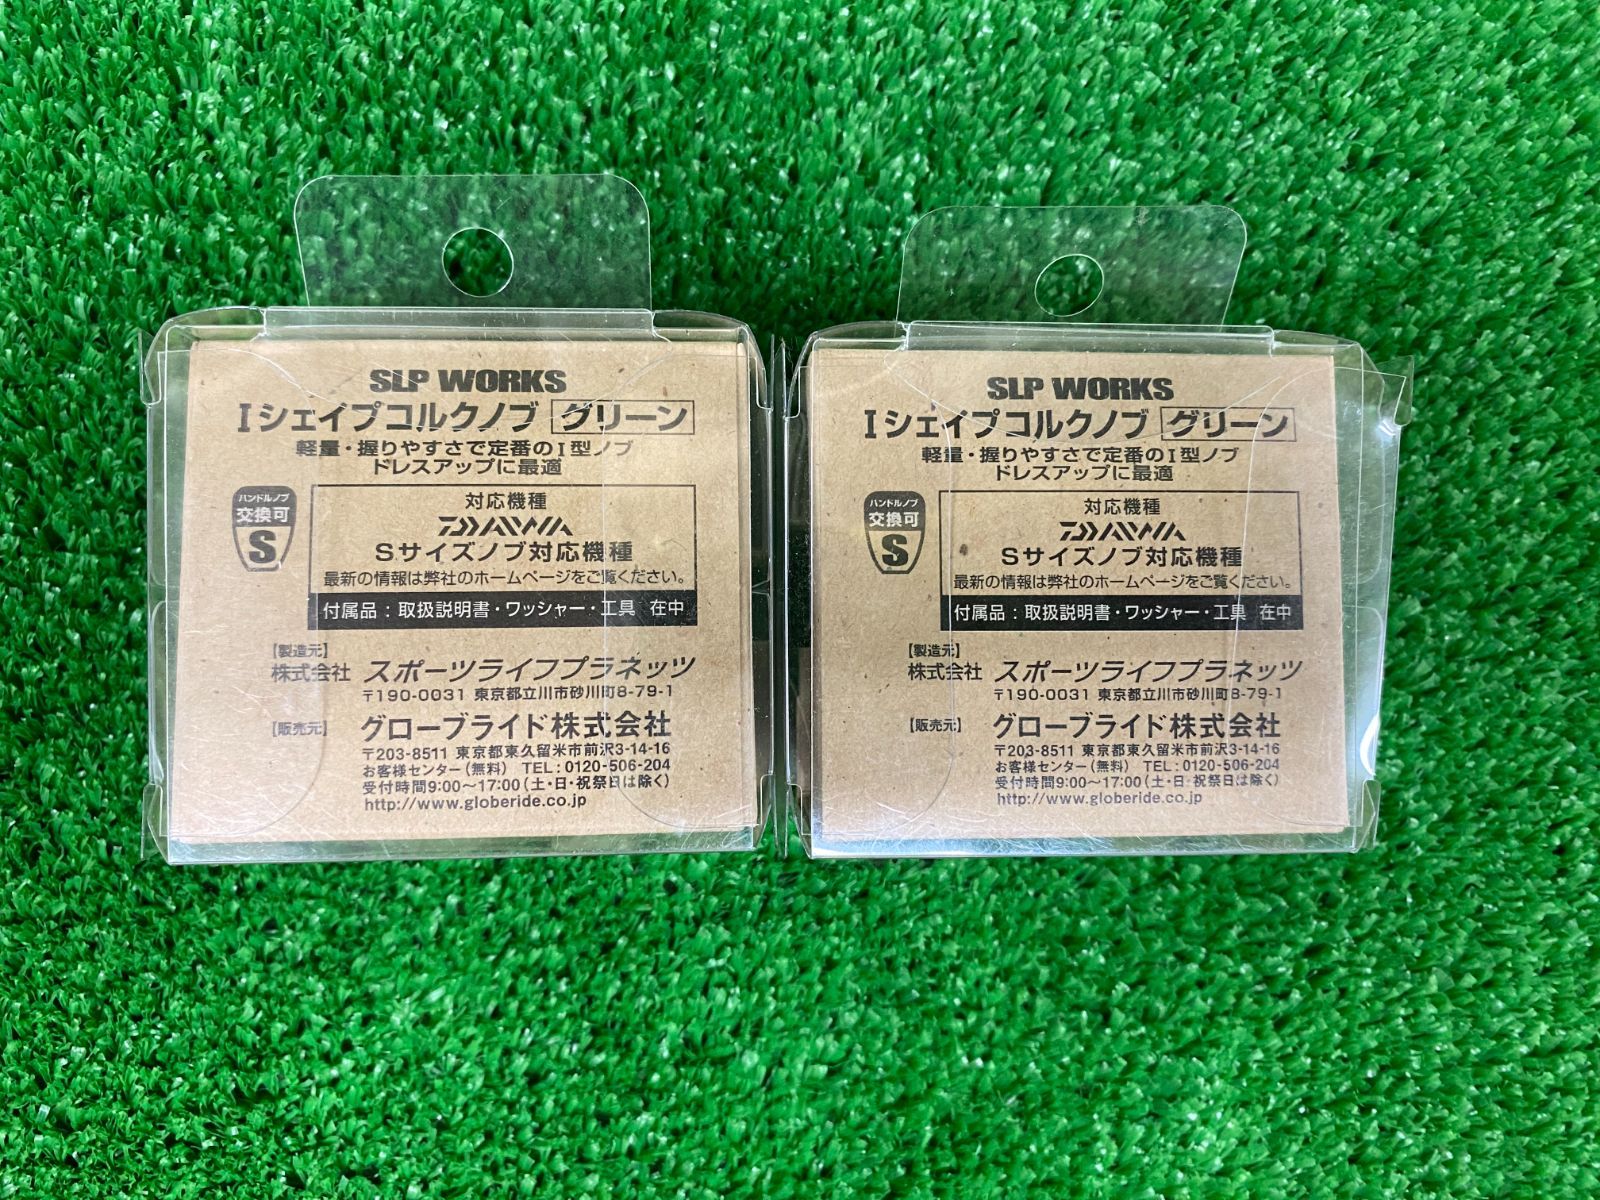 SLP WORKS
Iシェイプコルクノブ グリーン
軽量・握りやすさで定番のI型ノブ
ドレスアップに最適
ハンドルノブ
交換可
S
対応機種
DAIWA
Sサイズノブ対応機種
最新の情報は弊社のホームページをご覧ください。
付属品：取扱説明書・ワッシャー・工具 在中
【製造元】
株式会社 スポーツライフプラネッツ
〒190-0031 東京都立川市砂川町8-79-1
【販売元】 グローブライド株式会社
〒203-8511 東京都東久留米市前沢3-14-16
お客様センター（無料） TEL：0120-506-204
受付時間9:00〜17:00（土・日・祝祭日は除く）
http://www.globeride.co.jp
SLP WORKS
Iシェイプコルクノブ グリーン
軽量・握りやすさで定番のI型ノブ
ドレスアップに最適
ハンドルノブ
交換可
S
対応機種
DAIWA
Sサイズノブ対応機種
最新の情報は弊社のホームページをご覧ください。
付属品：取扱説明書・ワッシャー・工具 在中
【製造元】
株式会社 スポーツライフプラネッツ
〒190-0031 東京都立川市砂川町8-79-1
【販売元】 グローブライド株式会社
〒203-8511 東京都東久留米市前沢3-14-16
お客様センター（無料） TEL：0120-506-204
受付時間9:00〜17:00（土・日・祝祭日は除く）
http://www.globeride.co.jp